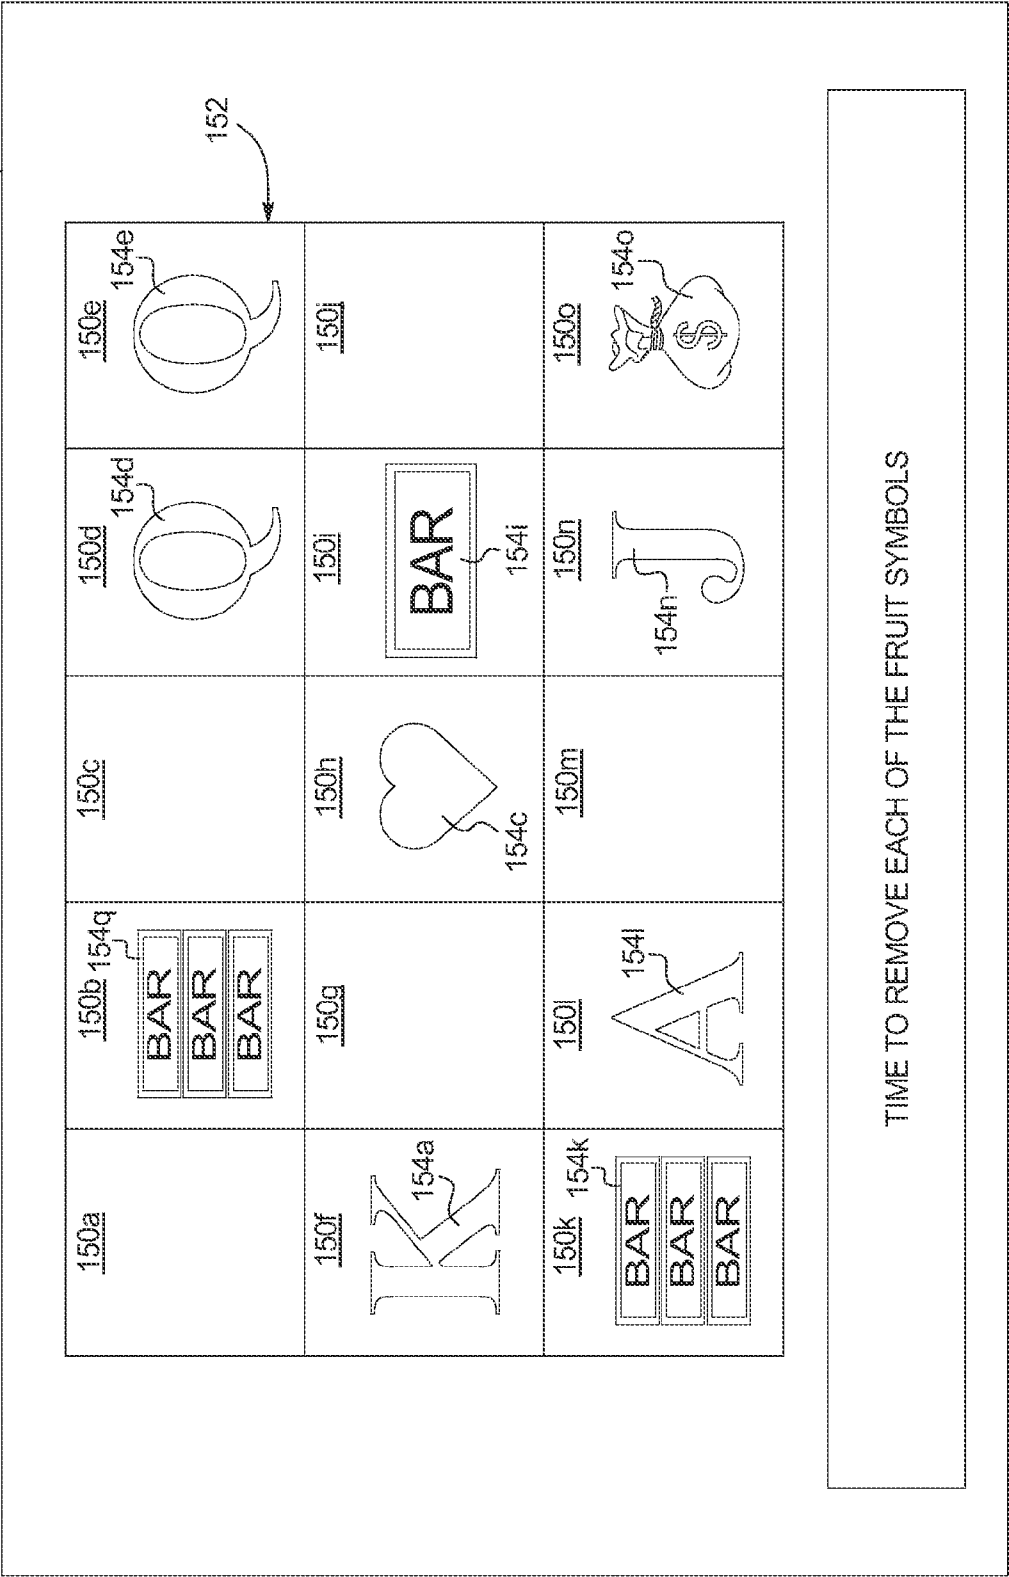 152
150a
150b
154q
BAR
BAR
BAR
150c
150d
154d
Q
150e
154e
Q
150f
154a
K
150g
150h
154c
150i
BAR
154i
150j
150k
154k
BAR
BAR
BAR
150l
154l
A
150m
150n
154n
J
150o
154o
$
TIME TO REMOVE EACH OF THE FRUIT SYMBOLS